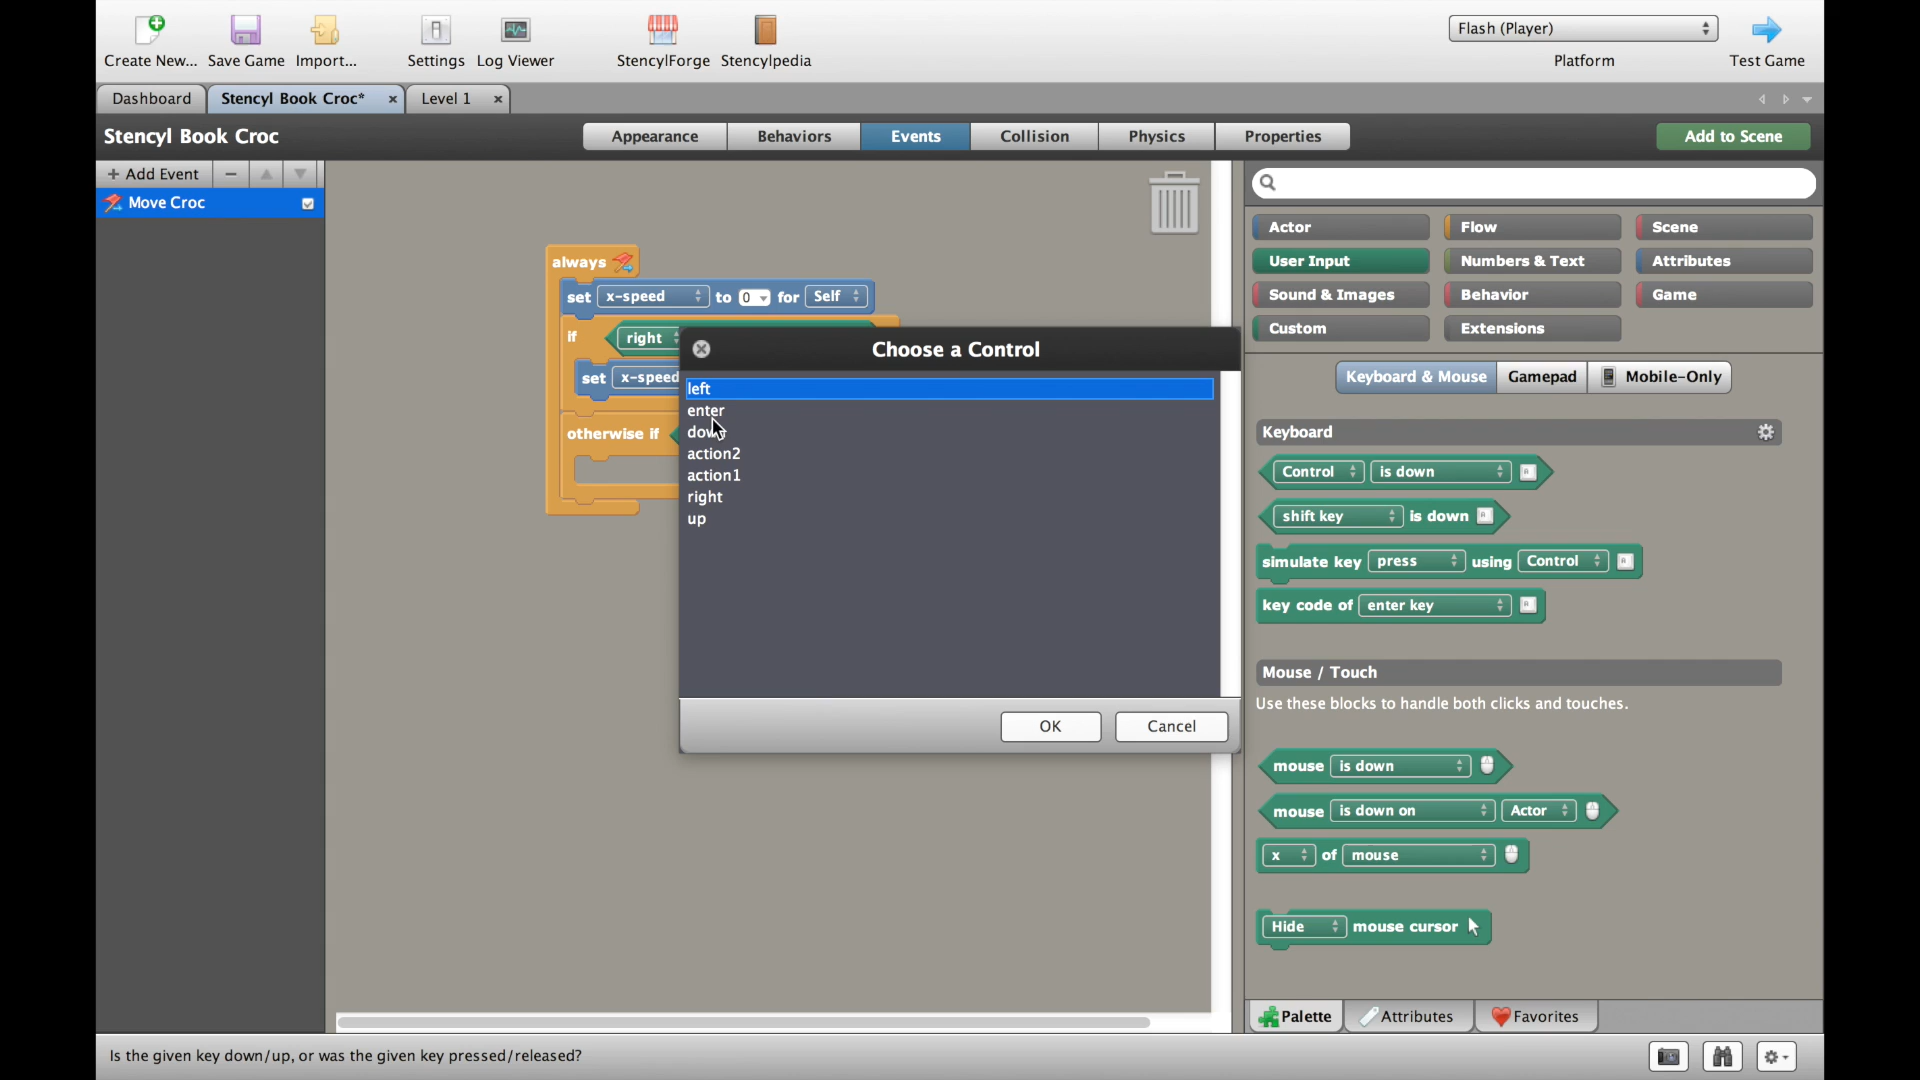 Create New... Save Game Import... Settings Log Viewer StencylForge Stencylpedia
Flash (Player)
Platform
Test Game
Dashboard Stencyl Book Croc* × Level 1 ×
Stencyl Book Croc
Appearance Behaviors Events Collision Physics Properties
Add to Scene
+ Add Event
Move Croc
always
set x-speed to 0 for Self
if right
set x-speed
otherwise if
Choose a Control
left
enter
action2
action1
right
up
OK Cancel
Actor Flow Scene
User Input Numbers & Text Attributes
Sound & Images Behavior Game
Custom Extensions
Keyboard & Mouse Gamepad Mobile-Only
Keyboard
Control is down
shift key is down
simulate key press using Control
key code of enter key
Mouse / Touch
Use these blocks to handle both clicks and touches.
mouse is down
mouse is down on Actor
x of mouse
Hide mouse cursor
Palette Attributes Favorites
Is the given key down/up, or was the given key pressed/released?